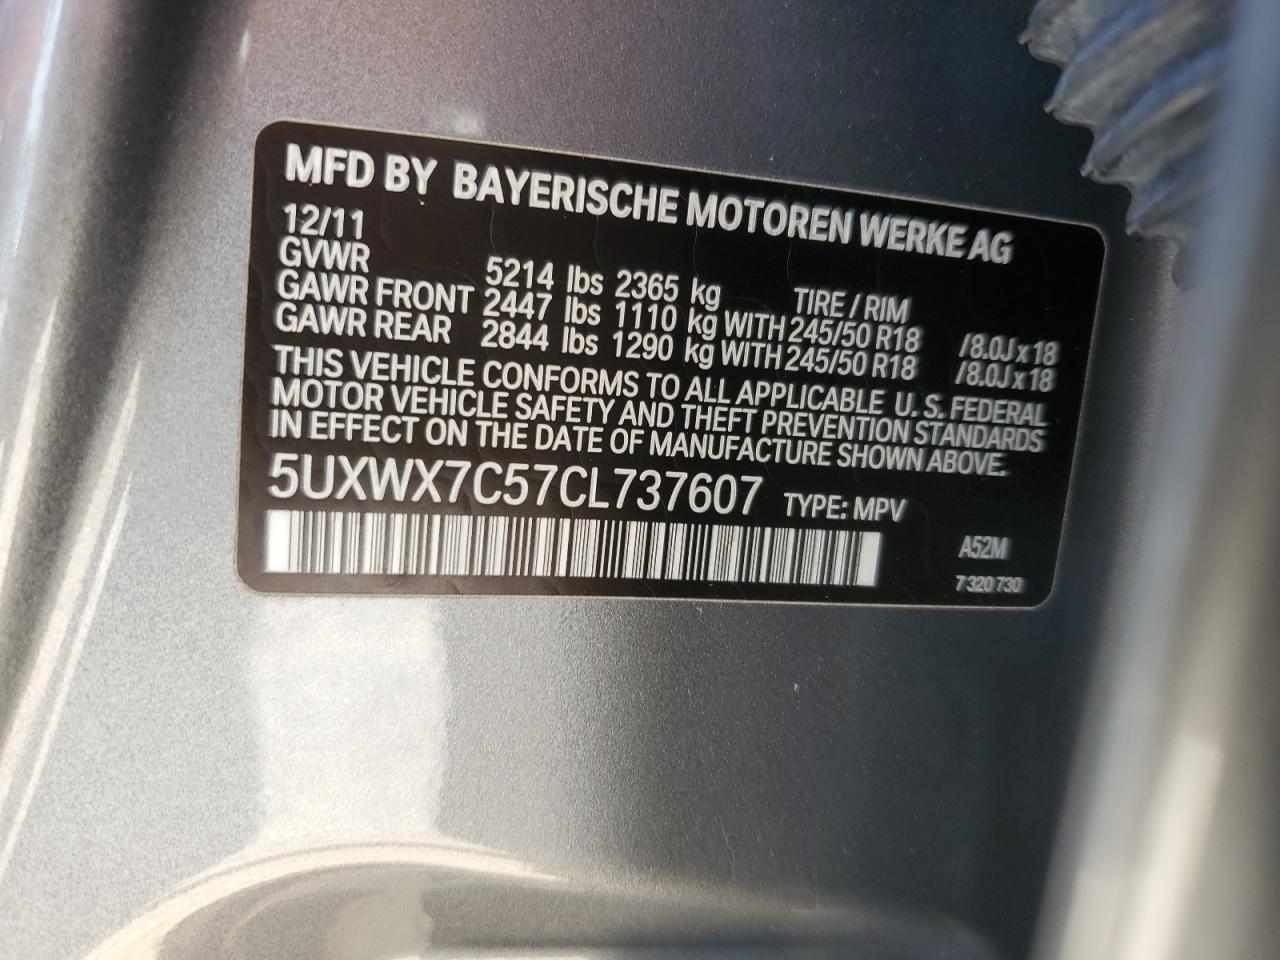 MFD BY BAYERISCHE MOTOREN WERKE AG
12/11
GVWR 5214 lbs 2365 kg TIRE / RIM
GAWR FRONT 2447 lbs 1110 kg WITH 245/50 R18 /8.0J x 18
GAWR REAR 2844 lbs 1290 kg WITH 245/50 R18 /8.0J x 18
THIS VEHICLE CONFORMS TO ALL APPLICABLE U.S. FEDERAL
MOTOR VEHICLE SAFETY AND THEFT PREVENTION STANDARDS
IN EFFECT ON THE DATE OF MANUFACTURE SHOWN ABOVE.
5UXWX7C57CL737607 TYPE: MPV
A52M
7 320 730